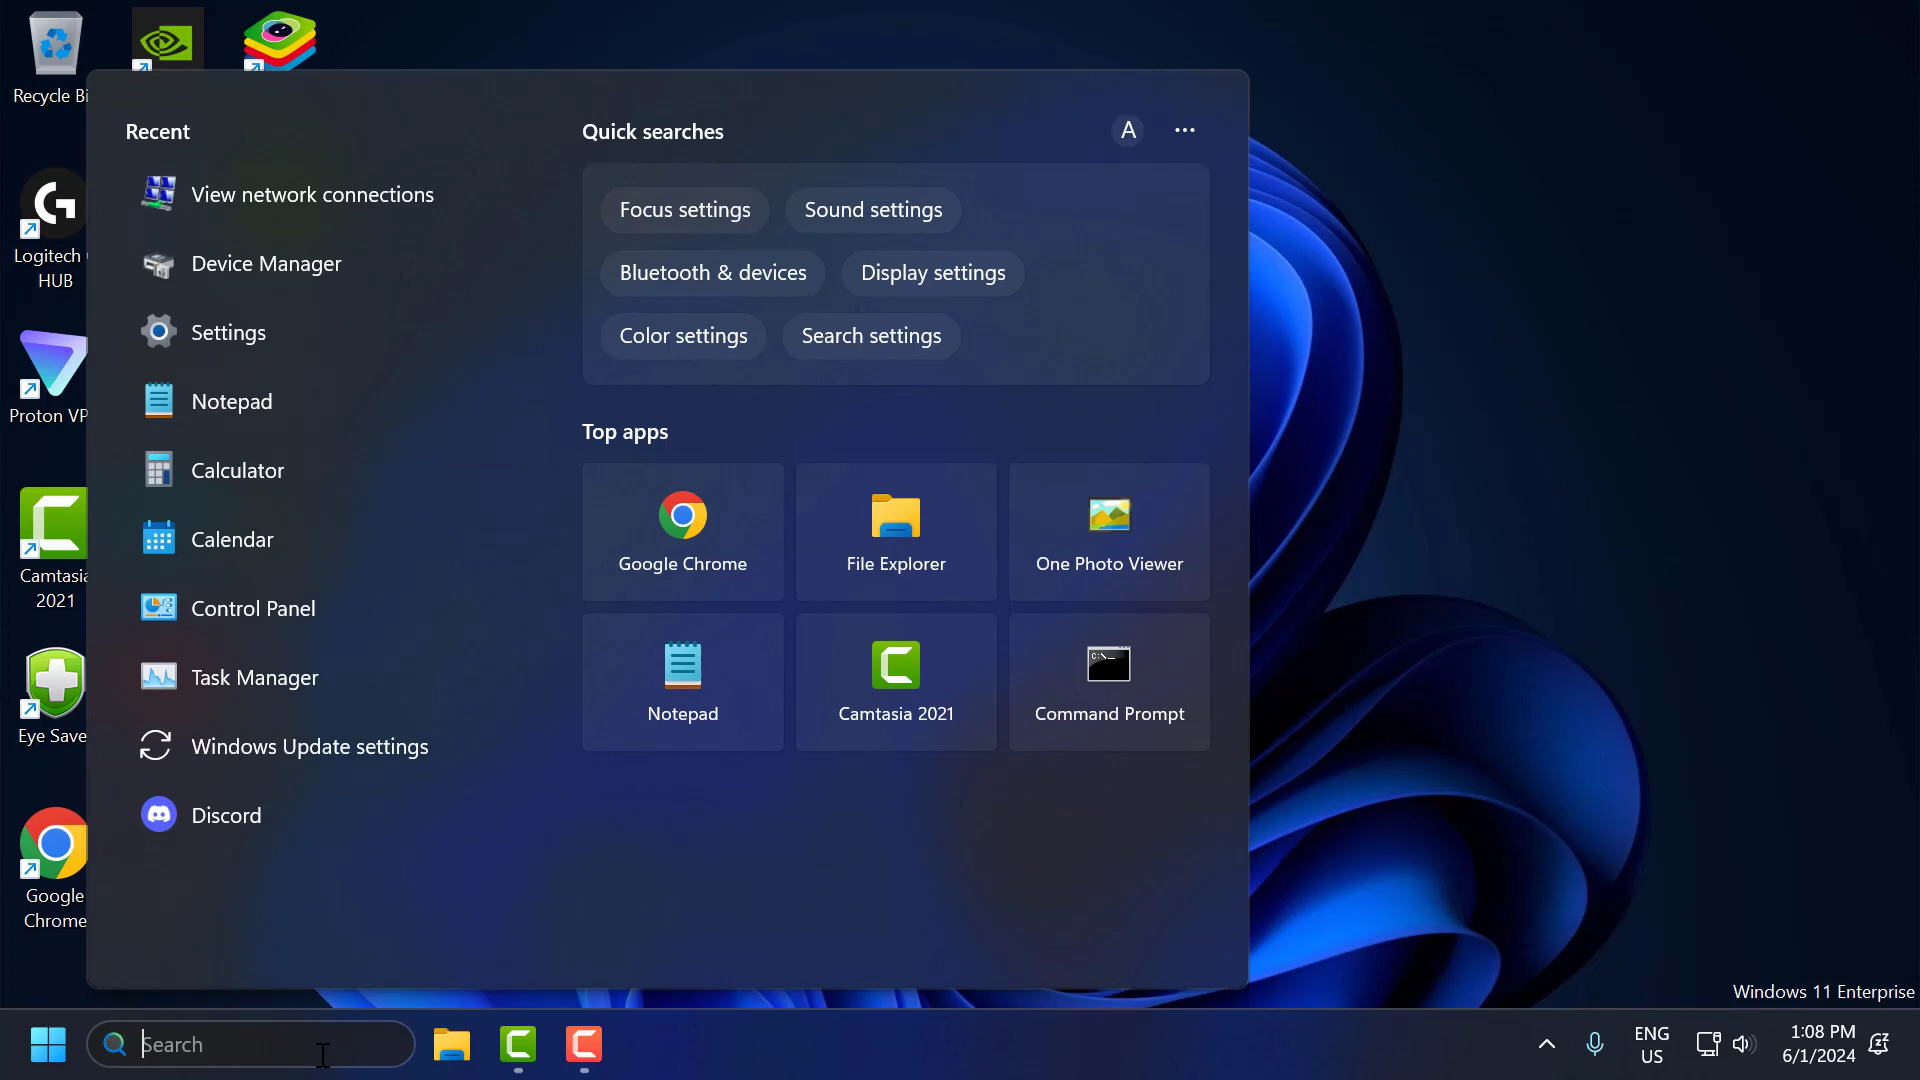 Recycle Bi
Logitech
HUB
Proton VP
Camtasia
2021
Eye Save
Google
Chrome
Recent
View network connections
Device Manager
Settings
Notepad
Calculator
Calendar
Control Panel
Task Manager
Windows Update settings
Discord
Quick searches
A
Focus settings
Sound settings
Bluetooth & devices
Display settings
Color settings
Search settings
Top apps
Google Chrome
File Explorer
One Photo Viewer
Notepad
Camtasia 2021
C:\_
Command Prompt
Windows 11 Enterprise
Search
ENG
US
1:08 PM
6/1/2024